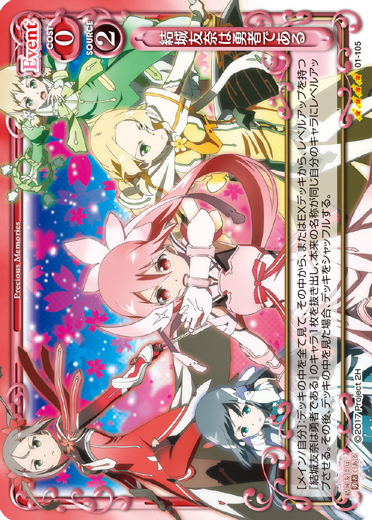 Event
COST
0
SOURCE
2
結城友奈は勇者である
Precious Memories
[メイン/自分]:デッキの中を全て見て、その中から、またはEXデッキから、レベルアップを持つ
『結城友奈は勇者である』のキャラ1枚を抜き出し、本来の名称が同じ自分のキャラにレベルアッ
プさせる。その後、デッキの中を見た場合、デッキをシャッフルする。
©2017 Project 2H
01-105